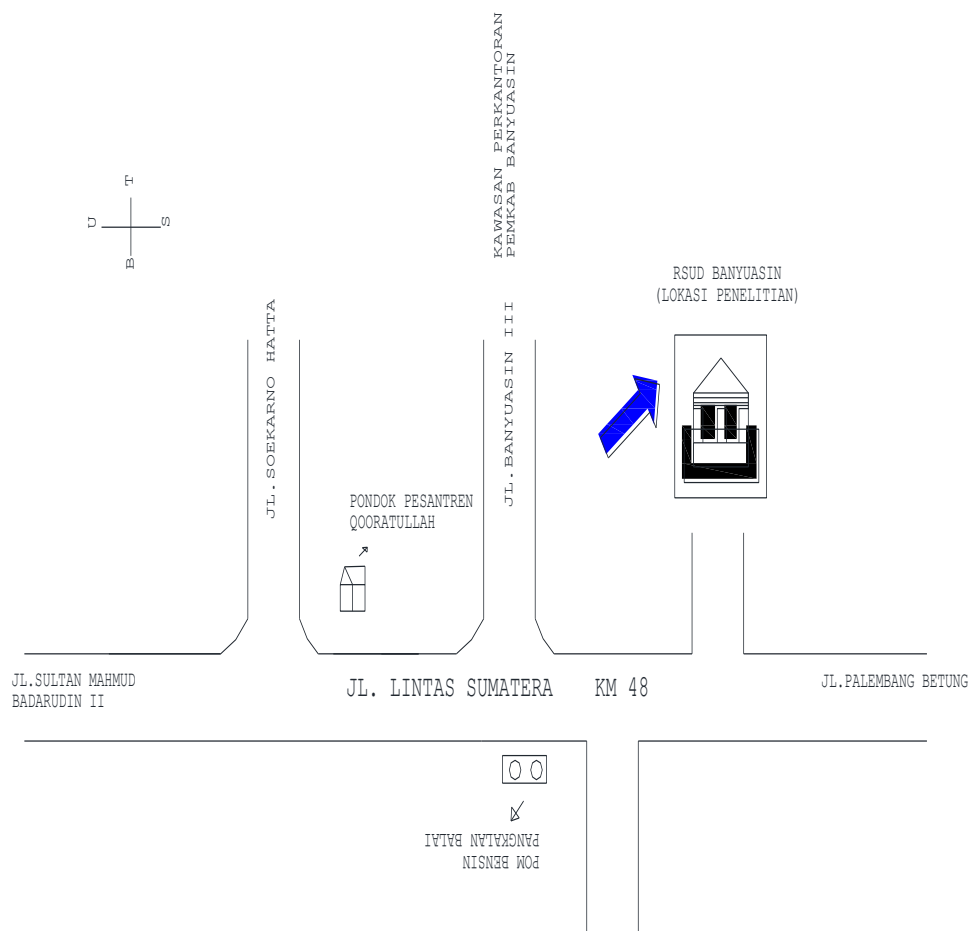 KAWASAN PERKANTORAN
PEMKAB BANYUASIN
T
U
S
B
RSUD BANYUASIN
(LOKASI PENELITIAN)
JL.SOEKARNO HATTA
JL.BANYUASIN III
PONDOK PESANTREN
QOORATULLAH
JL.SULTAN MAHMUD
BADARUDIN II
JL. LINTAS SUMATERA KM 48
JL.PALEMBANG BETUNG
POM BENSIN
PANGKALAN BALAI